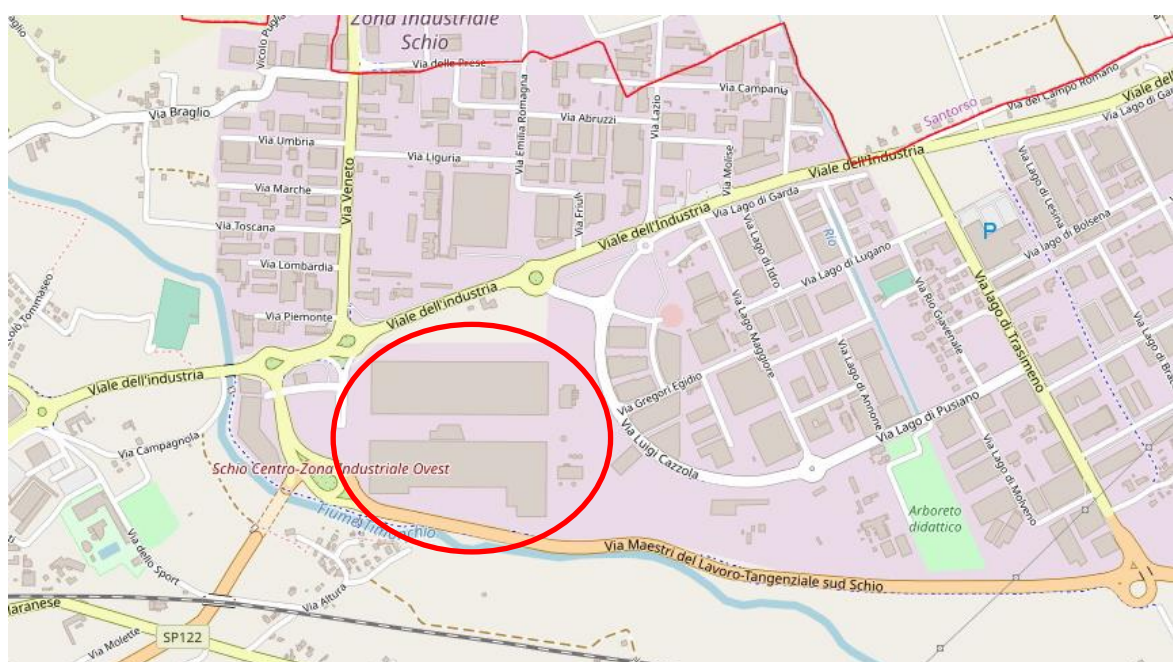 Zona Industriale
Schio
Via delle Prese
Vicolo Puglia
Via Braglio
Via Umbria
Via Marche
Via Toscana
Via Lombardia
Via Piemonte
Via Veneto
Via Liguria
Via Emilia Romagna
Via Abruzzi
Via Lazio
Via Campania
Via Molise
Via Friuli
Santorso
Via del Campo Romano
Viale dell'Industria
Viale dell'Industria
Viale dell'industria
Viale dell'industria
Via Lago di Garda
Via Lago di Lesina
Via lago di Bolsena
Via Lago di Lugano
Via Lago di Idro
Rio
P
Via Lago Maggiore
Via Rio Giavenale
Via Lago di Trasimeno
Via Gregori Egidio
Via Lago di Annone
Via Lago di Pusiano
Via Luigi Cazzola
Via Lago di Molveno
Arboreto
didattico
Via Campagnola
Schio Centro-Zona Industriale Ovest
Via dello Sport
Via Maestri del Lavoro-Tangenziale sud Schio
Via Altura
Via Molette
SP122